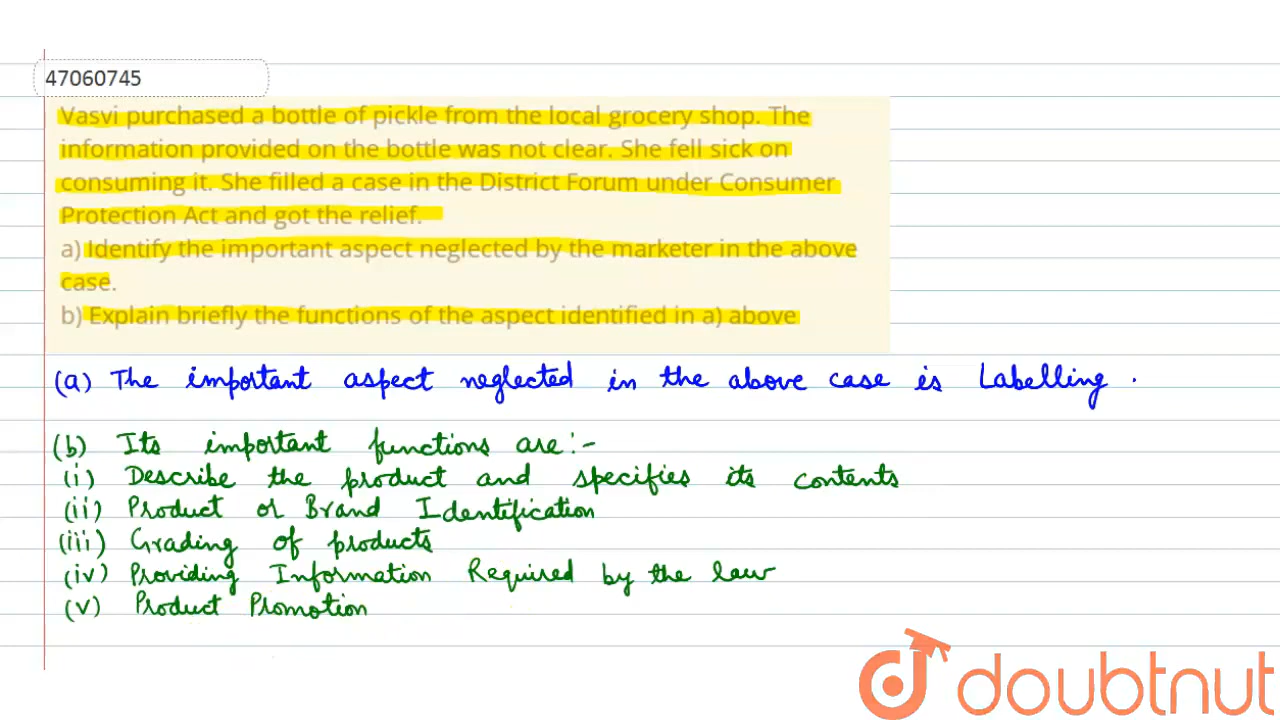 47060745
Vasvi purchased a bottle of pickle from the local grocery shop. The
information provided on the bottle was not clear. She fell sick on
consuming it. She filled a case in the District Forum under Consumer
Protection Act and got the relief.
a) Identify the important aspect neglected by the marketer in the above
case.
b) Explain briefly the functions of the aspect identified in a) above
(a) The important aspect neglected in the above case is Labelling.
(b) Its important functions are:-
(i) Describe the product and specifies its contents
(ii) Product or Brand Identification
(iii) Grading of products
(iv) Providing Information Required by the law
(v) Product Promotion
doubtnut